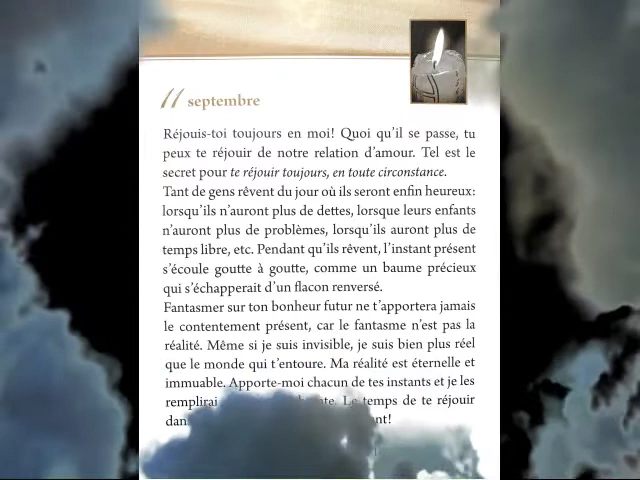 11 septembre
Réjouis-toi toujours en moi! Quoi qu'il se passe, tu
peux te réjouir de notre relation d'amour. Tel est le
secret pour te réjouir toujours, en toute circonstance.
Tant de gens rêvent du jour où ils seront enfin heureux:
lorsqu'ils n'auront plus de dettes, lorsque leurs enfants
n'auront plus de problèmes, lorsqu'ils auront plus de
temps libre, etc. Pendant qu'ils rêvent, l'instant présent
s'écoule goutte à goutte, comme un baume précieux
qui s'échapperait d'un flacon renversé.
Fantasmer sur ton bonheur futur ne t'apportera jamais
le contentement présent, car le fantasme n'est pas la
réalité. Même si je suis invisible, je suis bien plus réel
que le monde qui t'entoure. Ma réalité est éternelle et
immuable. Apporte-moi chacun de tes instants et je les
remplirai Le temps de te réjouir